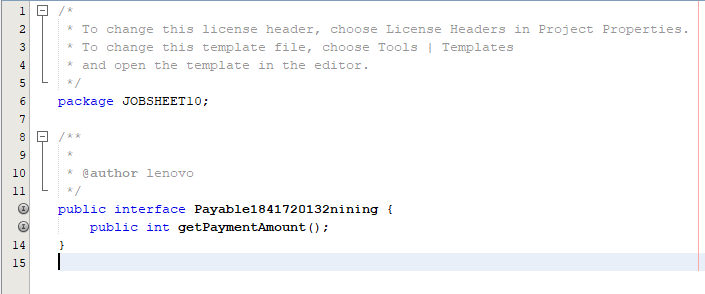 1 /*
2 * To change this license header, choose License Headers in Project Properties.
3 * To change this template file, choose Tools | Templates
4 * and open the template in the editor.
5 */
6 package JOBSHEET10;
7
8 /**
9 *
10 * @author lenovo
11 */
public interface Payable1841720132nining {
public int getPaymentAmount();
14 }
15